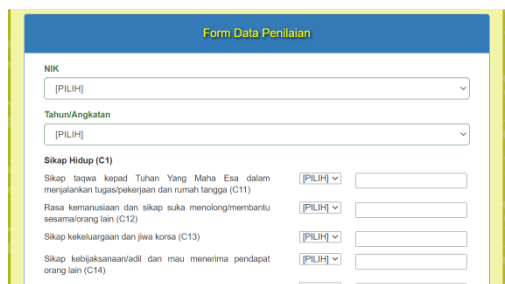 Form Data Penilaian
NIK
[PILIH]
Tahun/Angkatan
[PILIH]
Sikap Hidup (C1)
Sikap taqwa kepad Tuhan Yang Maha Esa dalam [PILIH]
menjalankan tugas/pekerjaan dan rumah tangga (C11)
Rasa kemanusiaan dan sikap suka menolong/membantu [PILIH]
sesama/orang lain (C12)
Sikap kekeluargaan dan jiwa korsa (C13) [PILIH]
Sikap kebijaksanaan/adil dan mau menerima pendapat [PILIH]
orang lain (C14)